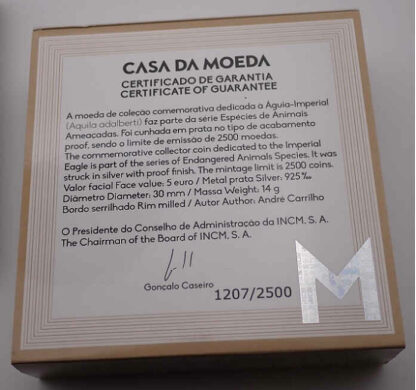 CASA DA MOEDA
CERTIFICADO DE GARANTIA
CERTIFICATE OF GUARANTEE
A moeda de coleção comemorativa dedicada à Águia-Imperial
(Aquila adalberti) faz parte da série Espécies de Animais
Ameaçadas. Foi cunhada em prata no tipo de acabamento
proof, sendo o limite de emissão de 2500 moedas.
The commemorative collector coin dedicated to the Imperial
Eagle is part of the series of Endangered Animals Species. It was
struck in silver with proof finish. The mintage limit is 2500 coins.
Valor facial Face value: 5 euro / Metal prata Silver: 925‰
Diâmetro Diameter: 30 mm / Massa Weight: 14 g
Bordo serrilhado Rim milled / Autor Author: André Carrilho
O Presidente do Conselho de Administração da INCM, S. A.
The Chairman of the Board of INCM, S. A.
Goncalo Caseiro
1207/2500
M